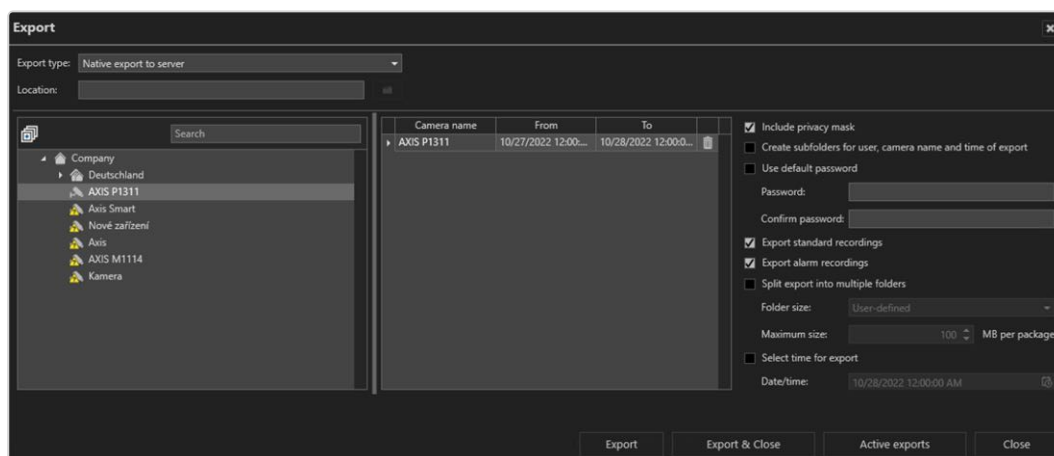 Export
Export type: Native export to server
Location:
Search
Company
Deutschland
AXIS P1311
Axis Smart
Nové zařízení
Axis
AXIS M1114
Kamera
Camera name From To
AXIS P1311 10/27/2022 12:00:... 10/28/2022 12:00:0...
Include privacy mask
Create subfolders for user, camera name and time of export
Use default password
Password:
Confirm password:
Export standard recordings
Export alarm recordings
Split export into multiple folders
Folder size: User-defined
Maximum size: 100 MB per package
Select time for export
Date/time: 10/28/2022 12:00:00 AM
Export Export & Close Active exports Close